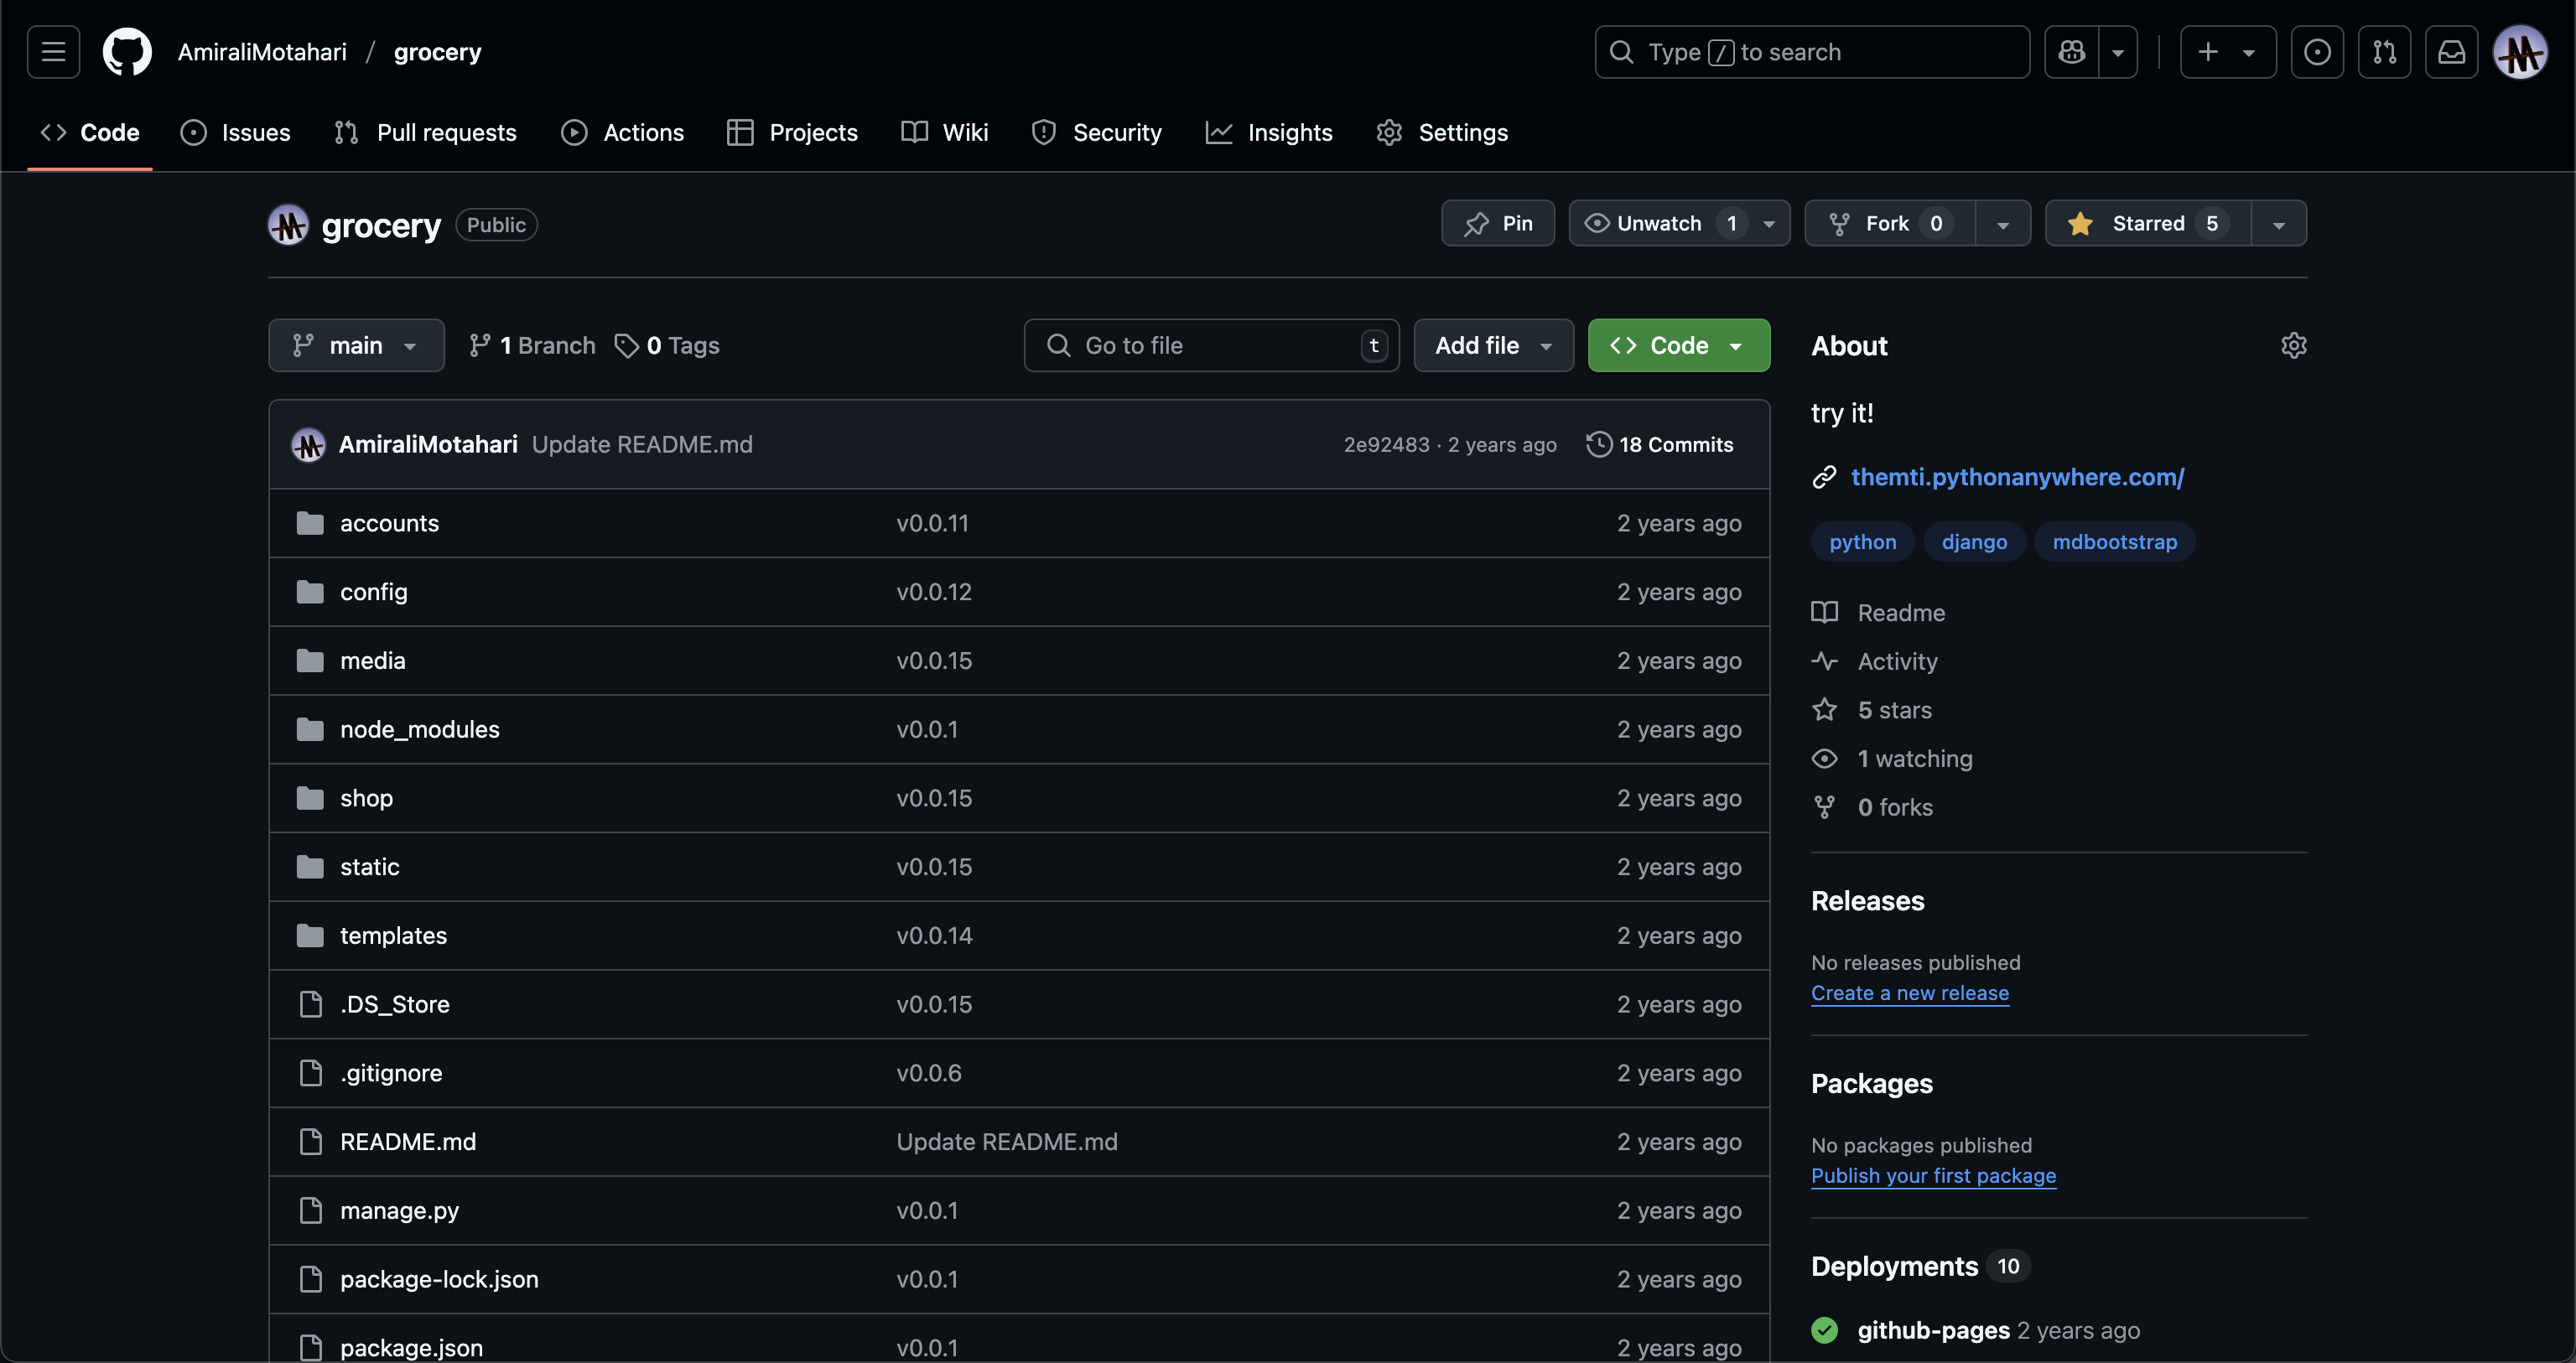 AmiraliMotahari / grocery
Type / to search
Code Issues Pull requests Actions Projects Wiki Security Insights Settings
grocery Public
Pin Unwatch 1 Fork 0 Starred 5
main 1 Branch 0 Tags Go to file t Add file Code
AmiraliMotahari Update README.md 2e92483 · 2 years ago 18 Commits
accounts v0.0.11 2 years ago
config v0.0.12 2 years ago
media v0.0.15 2 years ago
node_modules v0.0.1 2 years ago
shop v0.0.15 2 years ago
static v0.0.15 2 years ago
templates v0.0.14 2 years ago
.DS_Store v0.0.15 2 years ago
.gitignore v0.0.6 2 years ago
README.md Update README.md 2 years ago
manage.py v0.0.1 2 years ago
package-lock.json v0.0.1 2 years ago
package.json v0.0.1 2 years ago
About
try it!
themti.pythonanywhere.com/
python django mdbootstrap
Readme
Activity
5 stars
1 watching
0 forks
Releases
No releases published
Create a new release
Packages
No packages published
Publish your first package
Deployments 10
github-pages 2 years ago